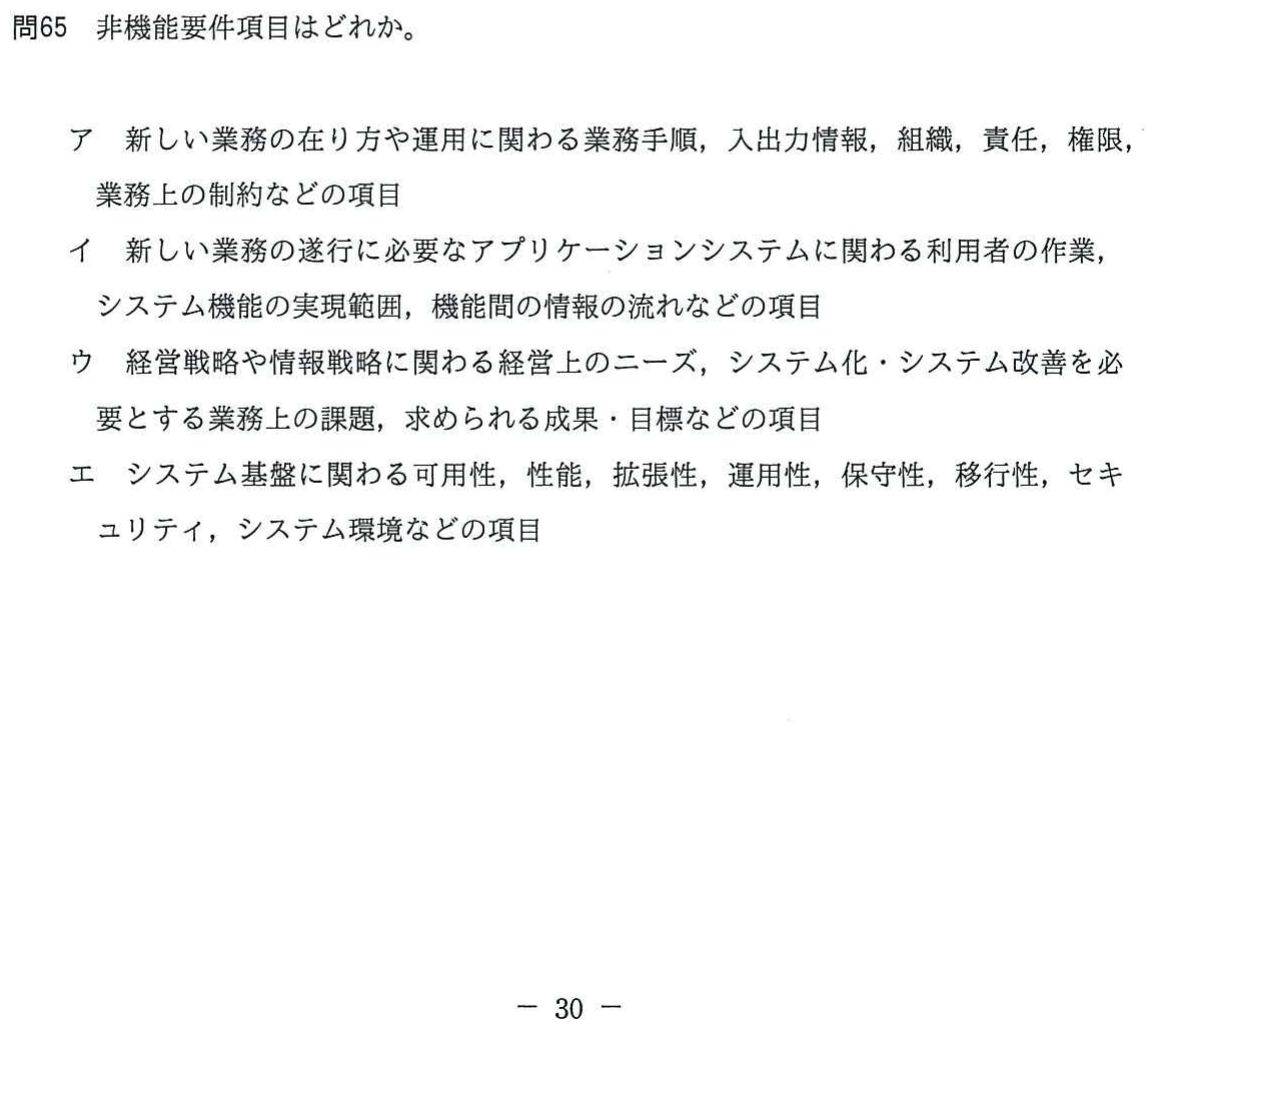 問65 非機能要件項目はどれか。
ア 新しい業務の在り方や運用に関わる業務手順，入出力情報，組織，責任，権限，
業務上の制約などの項目
イ 新しい業務の遂行に必要なアプリケーションシステムに関わる利用者の作業，
システム機能の実現範囲，機能間の情報の流れなどの項目
ウ 経営戦略や情報戦略に関わる経営上のニーズ，システム化・システム改善を必
要とする業務上の課題，求められる成果・目標などの項目
エ システム基盤に関わる可用性，性能，拡張性，運用性，保守性，移行性，セキ
ュリティ，システム環境などの項目
－ 30 －